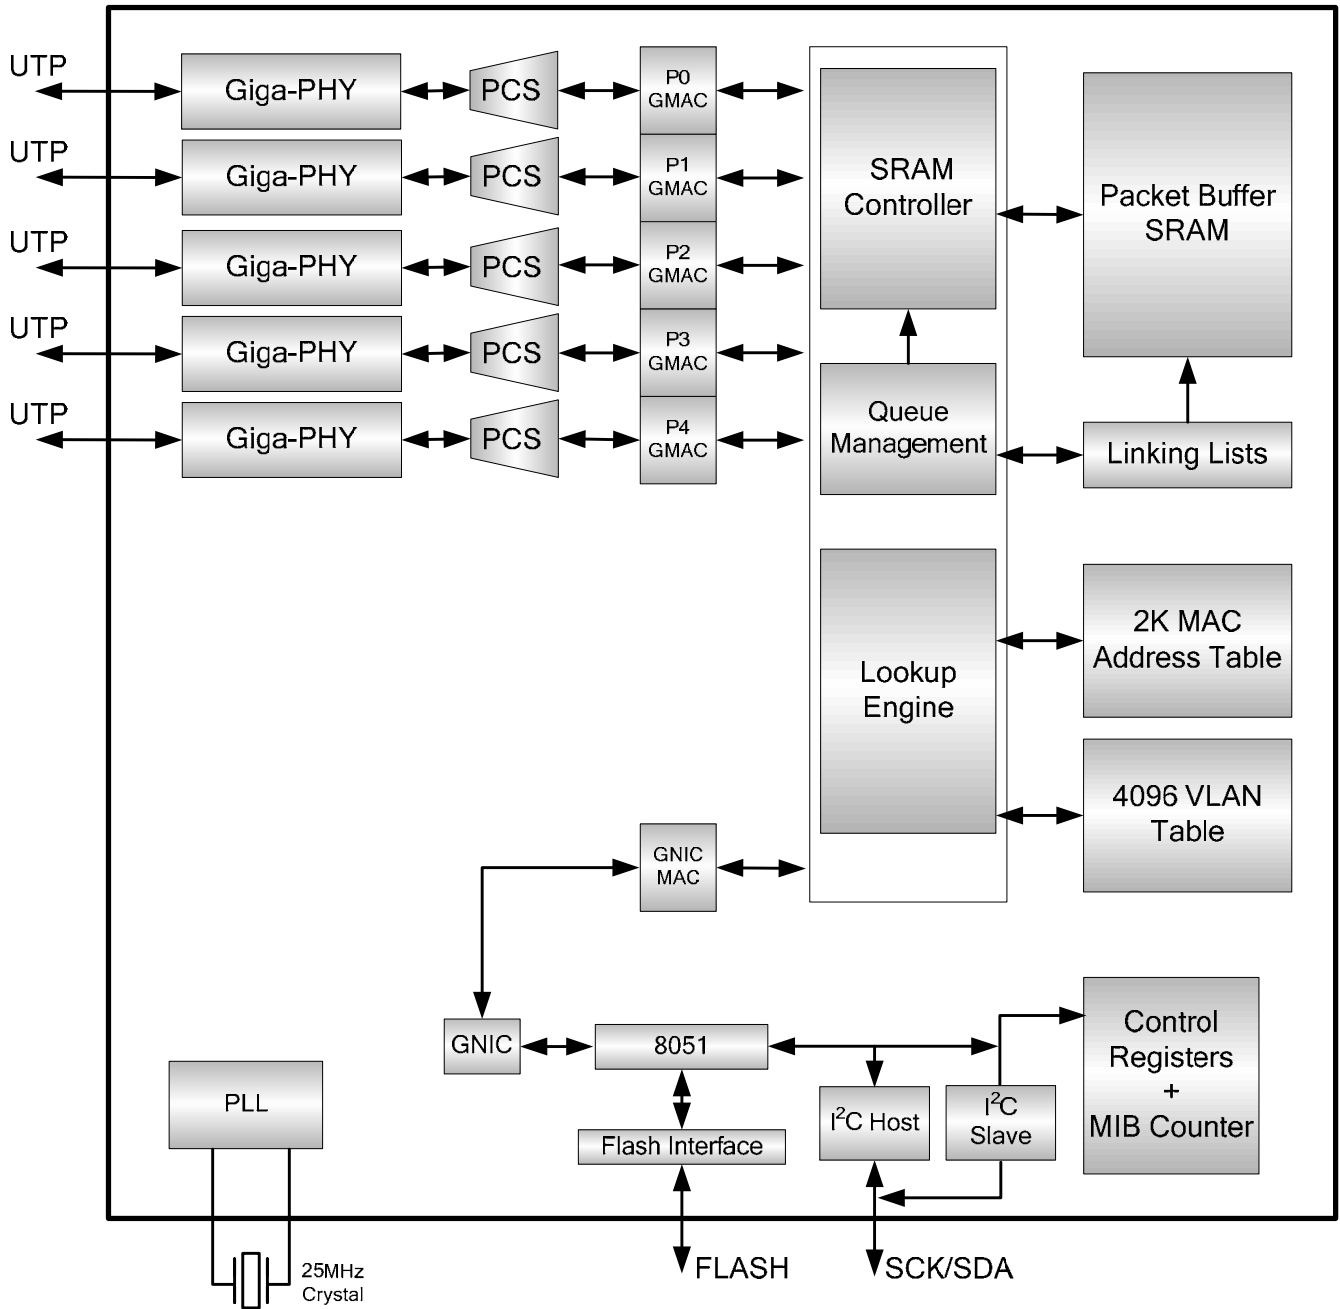 UTP
Giga-PHY
PCS
P0
GMAC
UTP
Giga-PHY
PCS
P1
GMAC
UTP
Giga-PHY
PCS
P2
GMAC
UTP
Giga-PHY
PCS
P3
GMAC
UTP
Giga-PHY
PCS
P4
GMAC
SRAM
Controller
Packet Buffer
SRAM
Queue
Management
Linking Lists
Lookup
Engine
2K MAC
Address Table
4096 VLAN
Table
GNIC
MAC
GNIC
8051
Flash Interface
I²C Host
I²C
Slave
Control
Registers
+
MIB Counter
PLL
25MHz
Crystal
FLASH
SCK/SDA